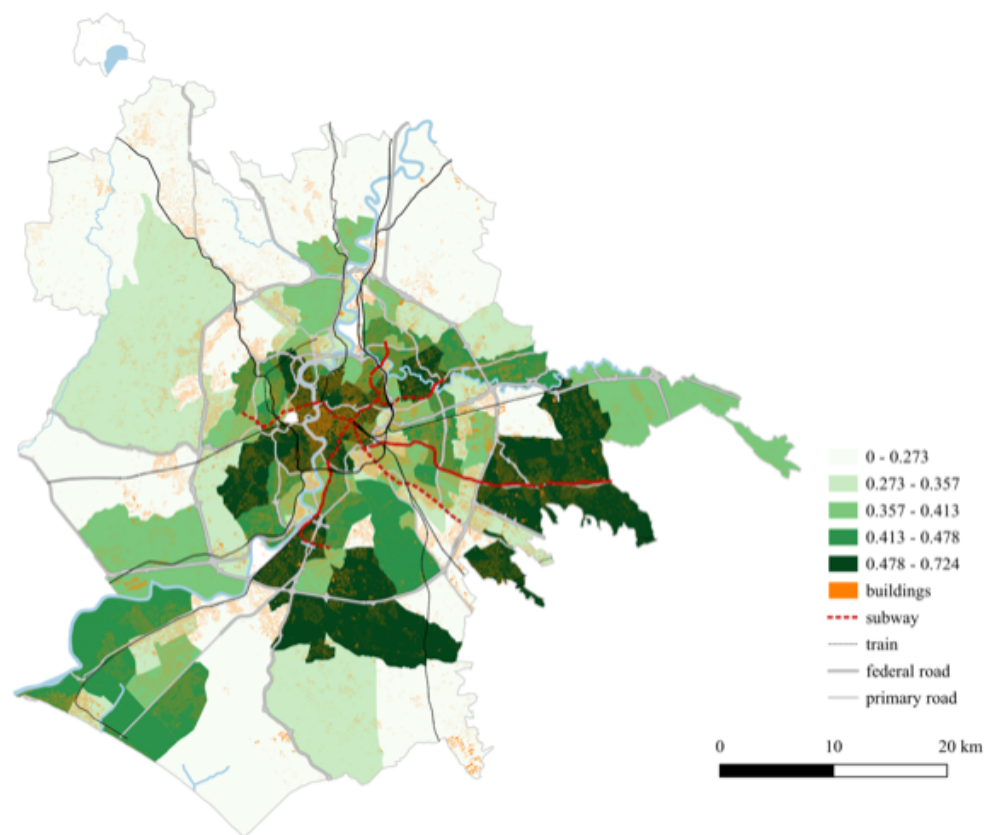 0 - 0.273
0.273 - 0.357
0.357 - 0.413
0.413 - 0.478
0.478 - 0.724
buildings
subway
train
federal road
primary road
0 10 20 km